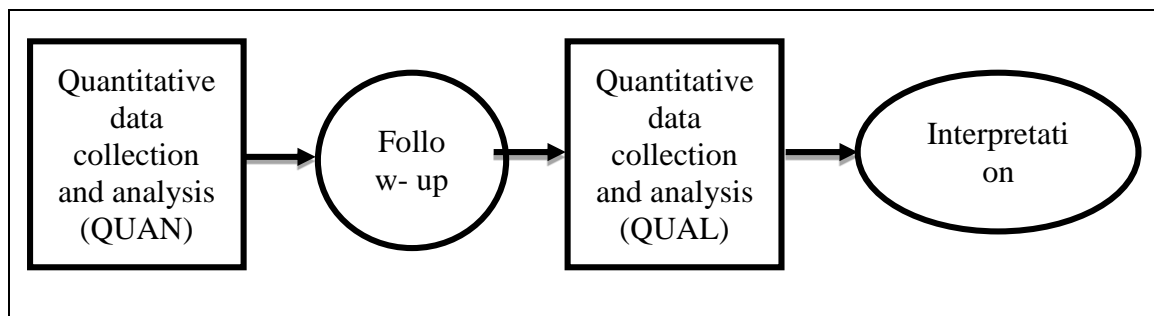 Quantitative
data
collection
and analysis
(QUAN)
Follo
w- up
Quantitative
data
collection
and analysis
(QUAL)
Interpretati
on